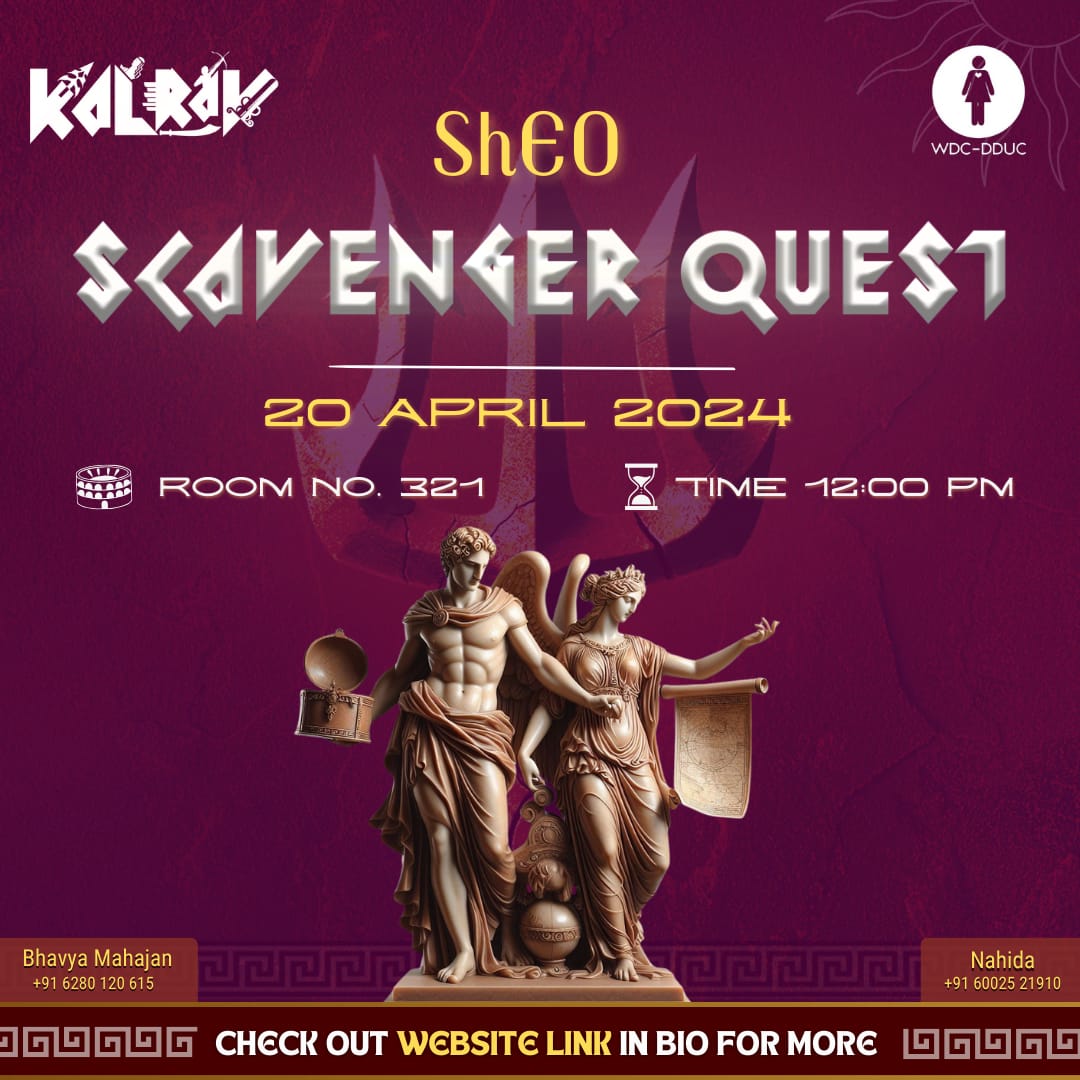 KALRAV
WDC-DDUC
ShEO
SCAVENGER QUEST
20 APRIL 2024
ROOM NO. 321
TIME 12:00 PM
Bhavya Mahajan
+91 6280 120 615
Nahida
+91 60025 21910
CHECK OUT WEBSITE LINK IN BIO FOR MORE